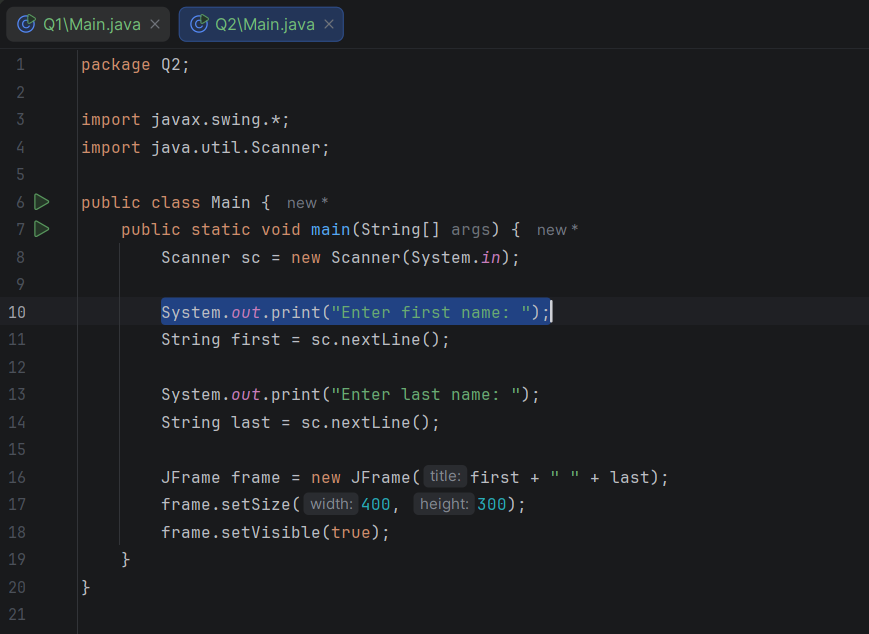 Q1\Main.java × Q2\Main.java ×
1 package Q2;
2
3 import javax.swing.*;
4 import java.util.Scanner;
5
6 public class Main { new *
7 public static void main(String[] args) { new *
8 Scanner sc = new Scanner(System.in);
9
10 System.out.print("Enter first name: ");
11 String first = sc.nextLine();
12
13 System.out.print("Enter last name: ");
14 String last = sc.nextLine();
15
16 JFrame frame = new JFrame( title: first + " " + last);
17 frame.setSize( width: 400, height: 300);
18 frame.setVisible(true);
19 }
20 }
21